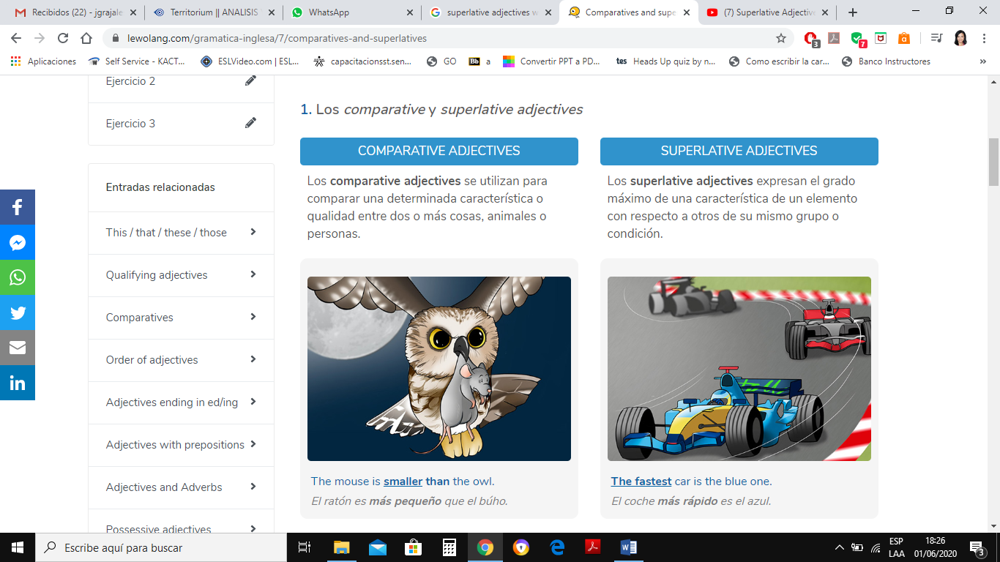 Recibidos (22) - jgrajale
Territorium || ANALISIS
WhatsApp
superlative adjectives w
Comparatives and supe
(7) Superlative Adjective
lewolang.com/gramatica-inglesa/7/comparatives-and-superlatives
3
7
Aplicaciones
Self Service - KACT...
ESLVideo.com | ESL...
capacitacionsst.sen...
GO
Bb
a
Convertir PPT a PD...
tes
Heads Up quiz by n...
Como escribir la car...
Banco Instructores
»
Ejercicio 2
Ejercicio 3
Entradas relacionadas
This / that / these / those
Qualifying adjectives
Comparatives
Order of adjectives
Adjectives ending in ed/ing
Adjectives with prepositions
Adjectives and Adverbs
Possessive adjectives
1. Los comparative y superlative adjectives
COMPARATIVE ADJECTIVES
Los comparative adjectives se utilizan para
comparar una determinada característica o
qualidad entre dos o más cosas, animales o
personas.
The mouse is smaller than the owl.
El ratón es más pequeño que el búho.
SUPERLATIVE ADJECTIVES
Los superlative adjectives expresan el grado
máximo de una característica de un elemento
con respecto a otros de su mismo grupo o
condición.
The fastest car is the blue one.
El coche más rápido es el azul.
Escribe aquí para buscar
ESP
LAA
18:26
01/06/2020
3